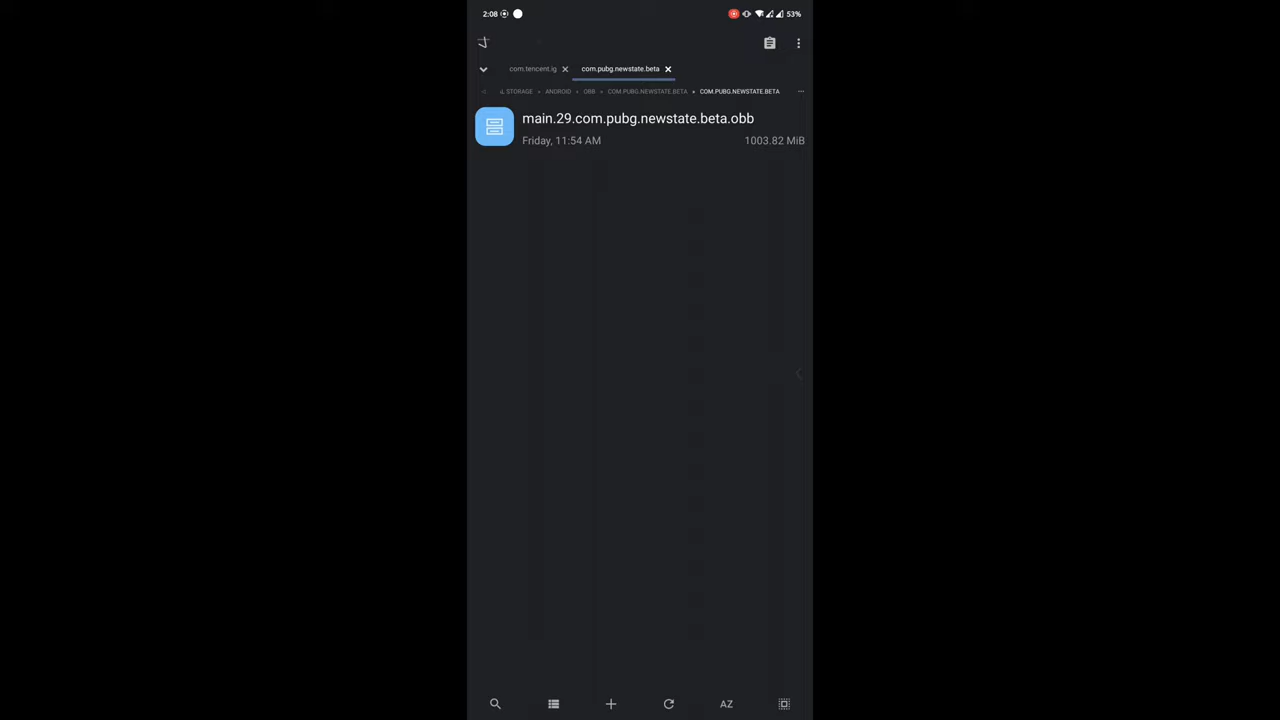 2:08 53%
com.tencent.ig com.pubg.newstate.beta
STORAGE ANDROID OBB COM.PUBG.NEWSTATE.BETA COM.PUBG.NEWSTATE.BETA ...
main.29.com.pubg.newstate.beta.obb
Friday, 11:54 AM 1003.82 MiB
AZ